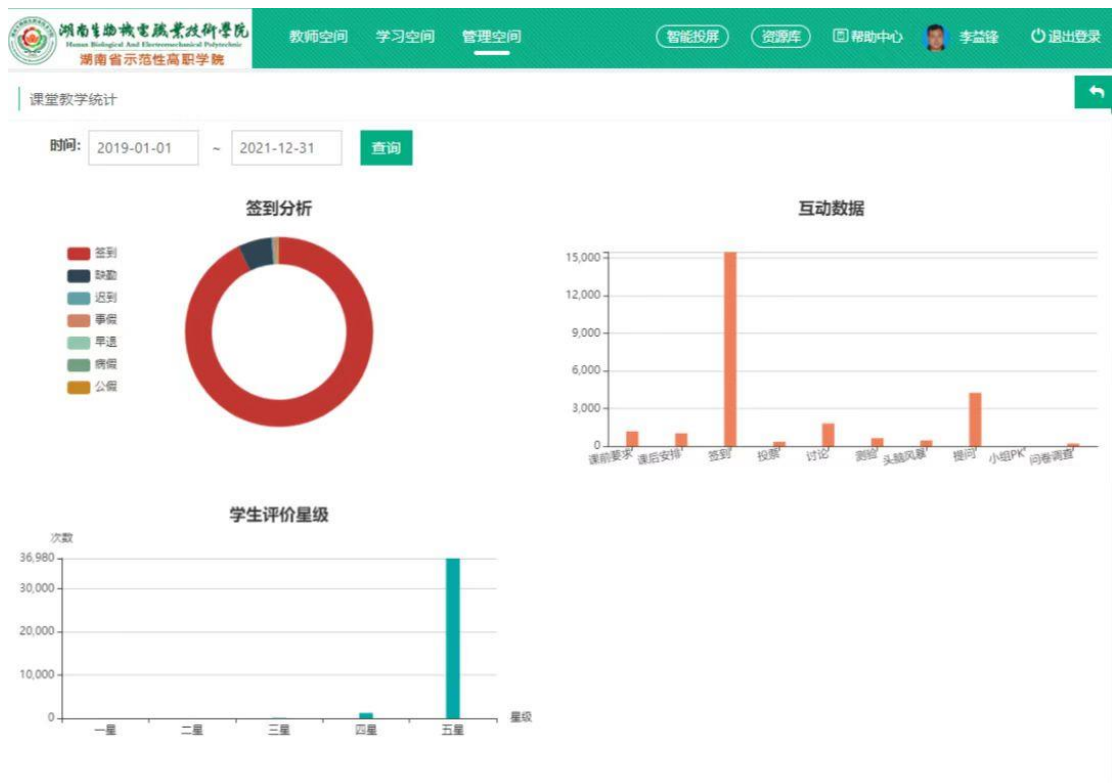 湖南生物机电职业技术学院
Hunan Biological And Electromechanical Polytechnic
湖南省示范性高职学院
教师空间 学习空间 管理空间 智能投屏 资源库 帮助中心 李益锋 退出登录
课堂教学统计
时间: 2019-01-01 ~ 2021-12-31 查询
签到分析
签到
缺勤
迟到
事假
早退
病假
公假
互动数据
15,000
12,000
9,000
6,000
3,000
0
课前要求 课后安排 签到 投票 讨论 测验 头脑风暴 提问 小组PK 问卷调查
学生评价星级
次数
36,980
30,000
20,000
10,000
0
一星 二星 三星 四星 五星 星级